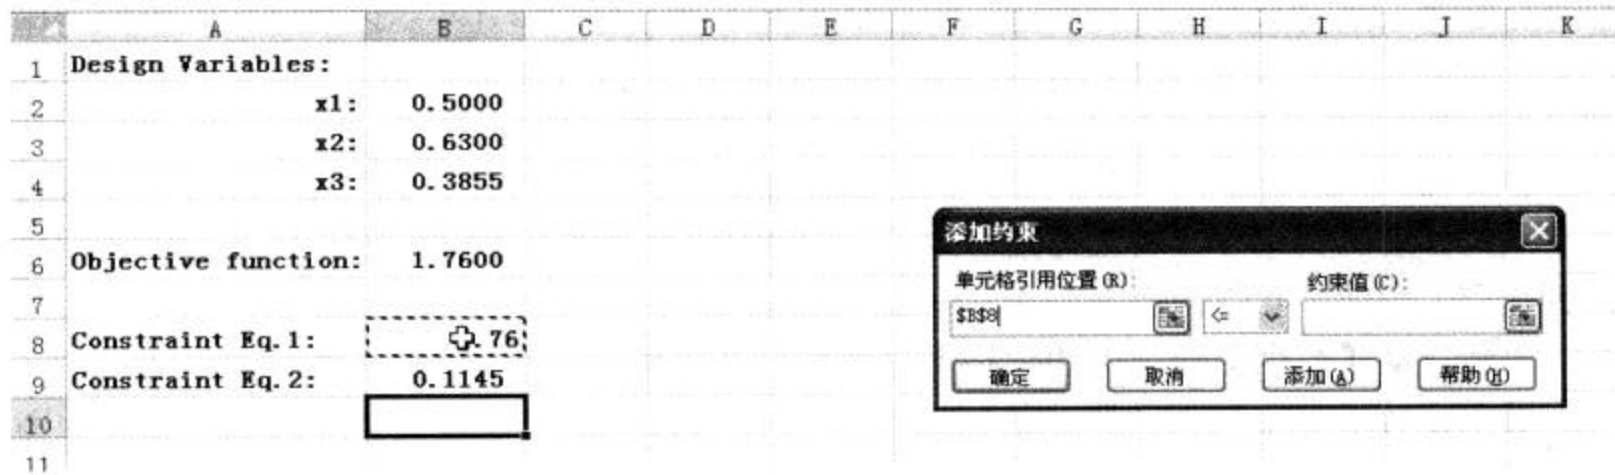 A B C D E F G H I J K
1 Design Variables:
2 x1: 0.5000
3 x2: 0.6300
4 x3: 0.3855
5
6 Objective function: 1.7600
7
8 Constraint Eq.1: .76
9 Constraint Eq.2: 0.1145
10
11
添加约束
单元格引用位置(R): 约束值(C):
$B$8 <=
确定 取消 添加(A) 帮助(H)